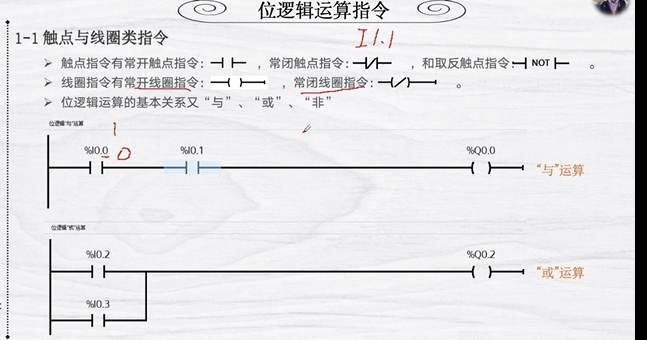 位逻辑运算指令
I1.1
1-1 触点与线圈类指令
➢ 触点指令有常开触点指令： ，常闭触点指令： ，和取反触点指令： NOT 。
➢ 线圈指令有常开线圈指令： ，常闭线圈指令： 。
➢ 位逻辑运算的基本关系又“与”、“或”、“非”
位逻辑“与”运算
1
%I0.0 0 %I0.1 %Q0.0
“与”运算
位逻辑“或”运算
%I0.2 %Q0.2
“或”运算
%I0.3